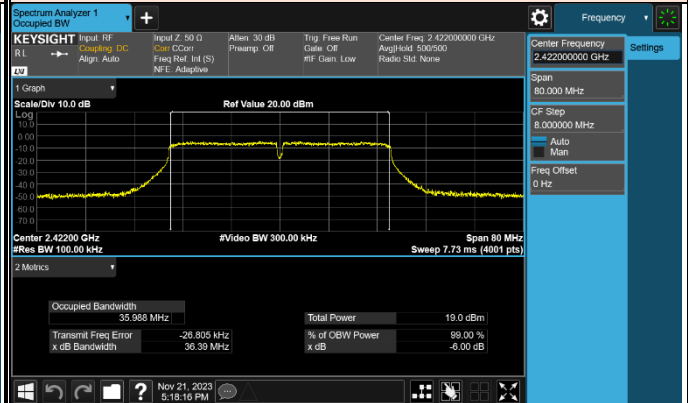 Spectrum Analyzer 1
Occupied BW
Frequency
KEYSIGHT
Input: RF
Coupling: DC
Align: Auto
Input Z: 50 Ω
Corr CCorr
Freq Ref: Int (S)
NFE: Adaptive
Atten: 30 dB
Preamp: Off
Trig: Free Run
Gate: Off
#IF Gain: Low
Center Freq: 2.422000000 GHz
Avg|Hold: 500/500
Radio Std: None
R L
LXI
Center Frequency
2.422000000 GHz
Settings
Span
80.000 MHz
CF Step
8.000000 MHz
Auto
Man
Freq Offset
0 Hz
1 Graph
Scale/Div 10.0 dB
Ref Value 20.00 dBm
Log
10.0
0.00
-10.0
-20.0
-30.0
-40.0
-50.0
-60.0
-70.0
Center 2.42200 GHz
#Video BW 300.00 kHz
Span 80 MHz
#Res BW 100.00 kHz
Sweep 7.73 ms (4001 pts)
2 Metrics
Occupied Bandwidth
35.988 MHz
Total Power
19.0 dBm
Transmit Freq Error
-26.805 kHz
% of OBW Power
99.00 %
x dB Bandwidth
36.39 MHz
x dB
-6.00 dB
Nov 21, 2023
5:18:16 PM